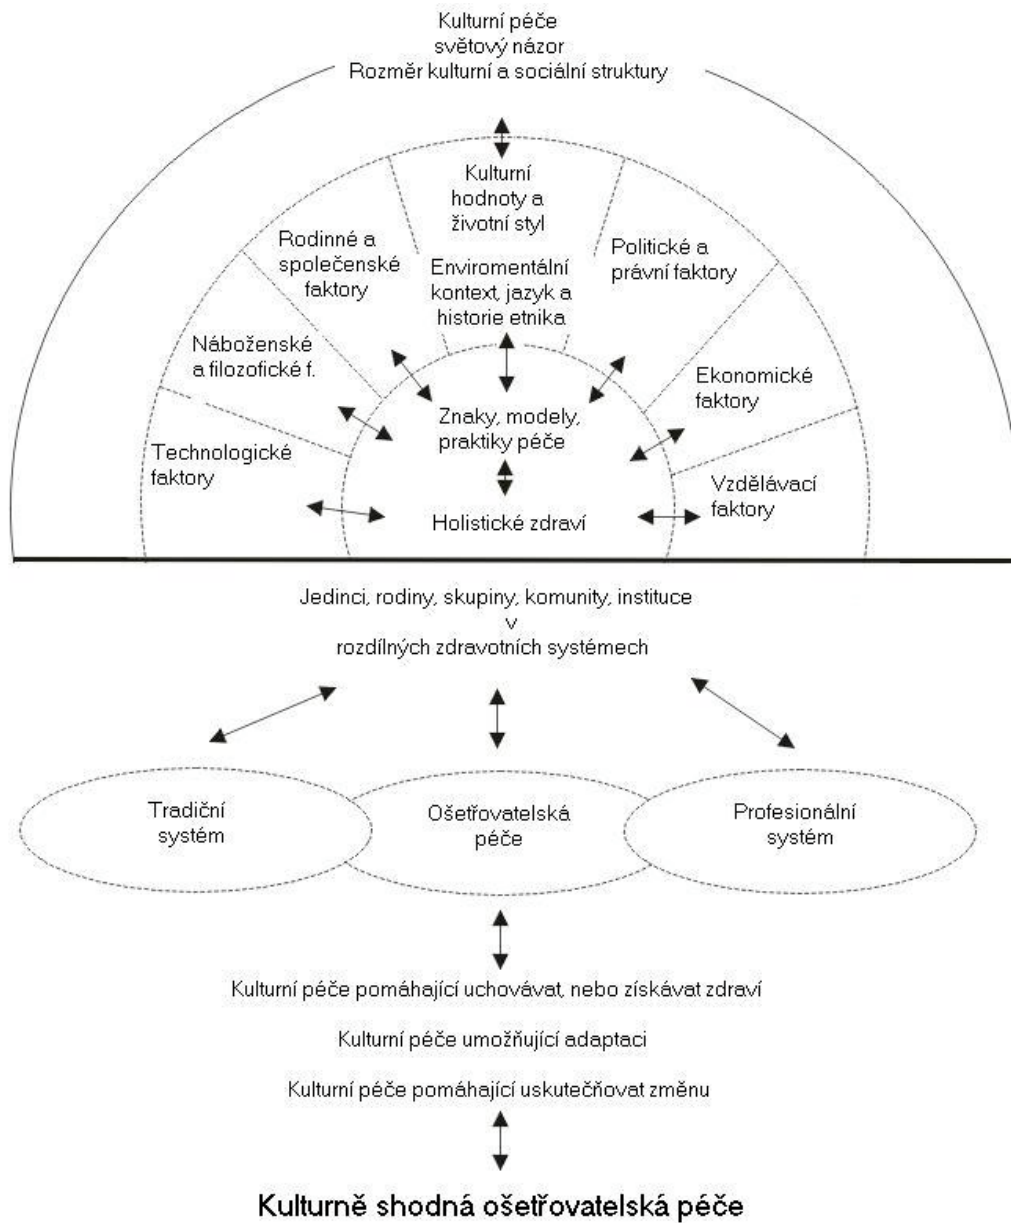 Kulturní péče
světový názor
Rozměr kulturní a sociální struktury
Kulturní
hodnoty a
životní styl
Rodinné a
společenské
faktory
Politické a
právní faktory
Enviromentální
kontext, jazyk a
historie etnika
Náboženské
a filozofické f.
Ekonomické
faktory
Znaky, modely,
praktiky péče
Technologické
faktory
Vzdělávací
faktory
Holistické zdraví
Jedinci, rodiny, skupiny, komunity, instituce
v
rozdílných zdravotních systémech
Tradiční
systém
Ošetřovatelská
péče
Profesionální
systém
Kulturní péče pomáhající uchovávat, nebo získávat zdraví
Kulturní péče umožňující adaptaci
Kulturní péče pomáhající uskutečňovat změnu
Kulturně shodná ošetřovatelská péče